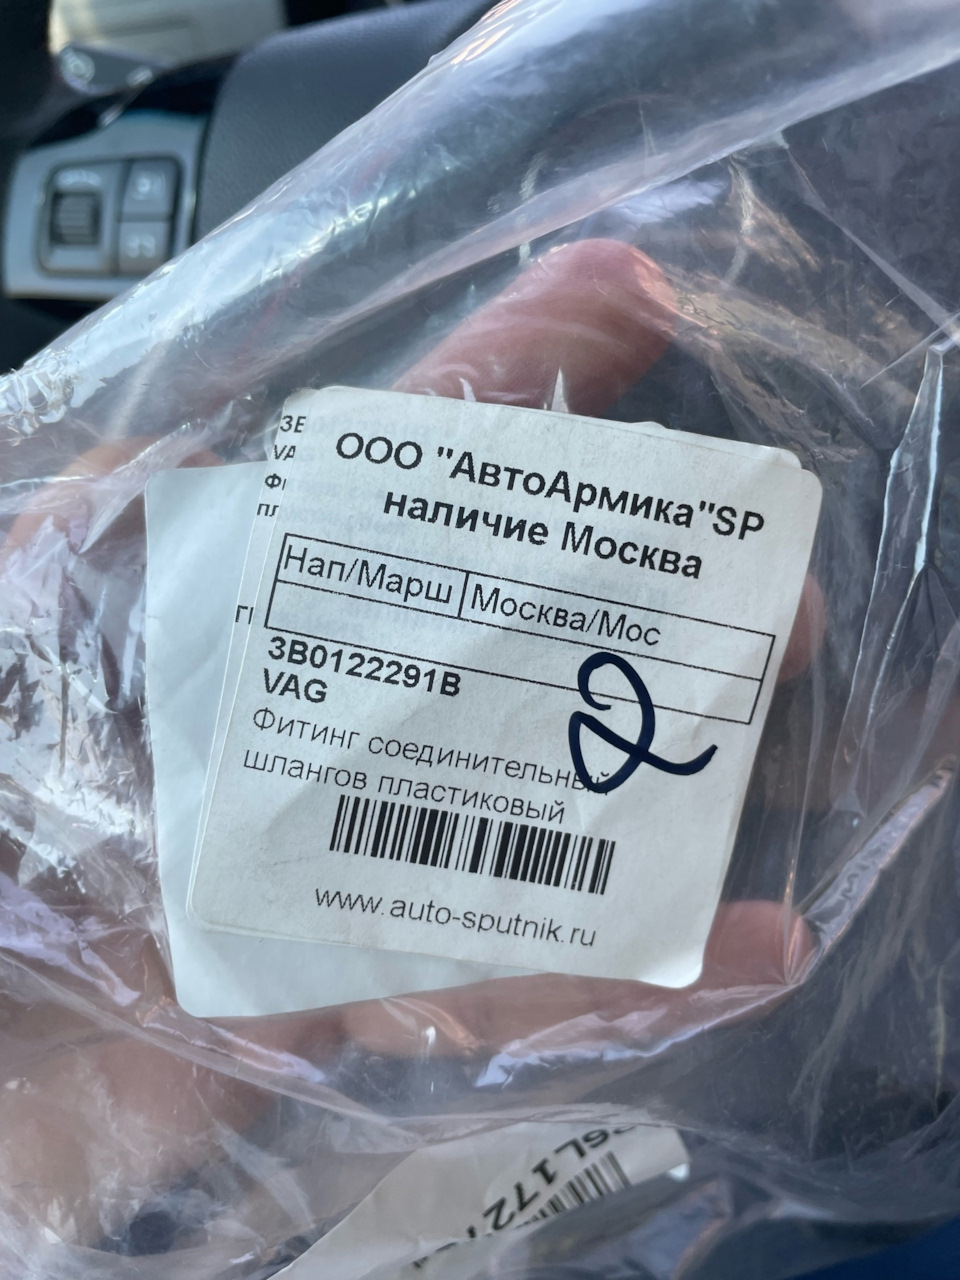 ООО "АвтоАрмика"SP
наличие Москва
Нап/Марш Москва/Мос
3B0122291B
VAG
2
Фитинг соединительный
шлангов пластиковый
www.auto-sputnik.ru